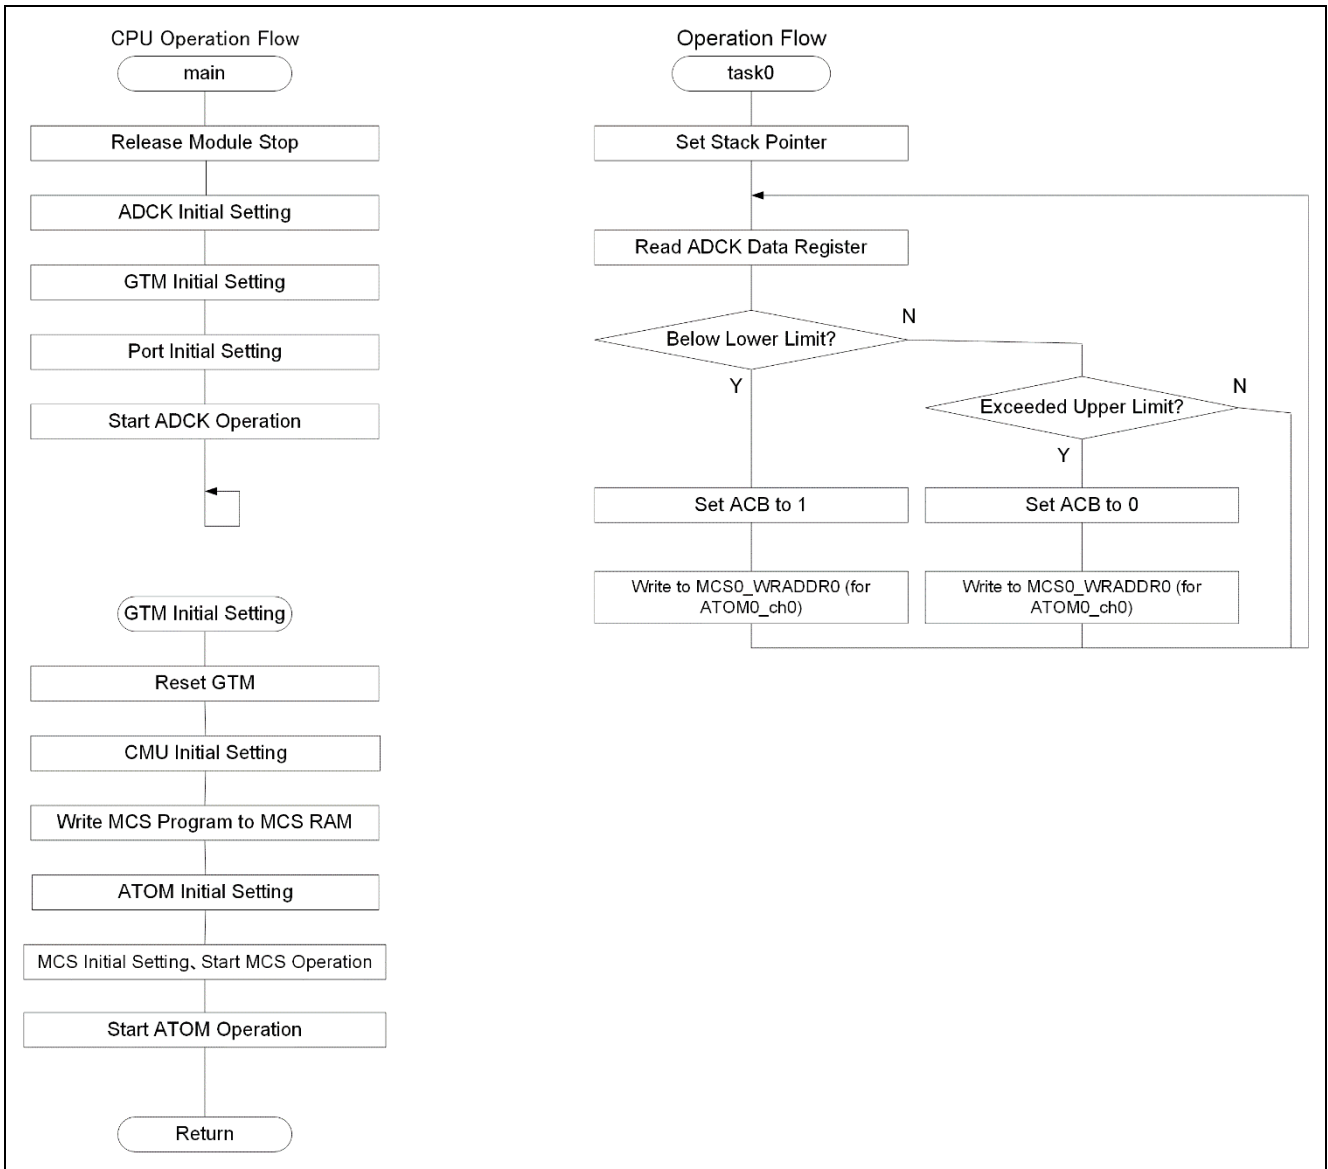 CPU Operation Flow
main
Release Module Stop
ADCK Initial Setting
GTM Initial Setting
Port Initial Setting
Start ADCK Operation
GTM Initial Setting
Reset GTM
CMU Initial Setting
Write MCS Program to MCS RAM
ATOM Initial Setting
MCS Initial Setting、Start MCS Operation
Start ATOM Operation
Return
Operation Flow
task0
Set Stack Pointer
Read ADCK Data Register
Below Lower Limit?
N
Y
Exceeded Upper Limit?
N
Y
Set ACB to 1
Set ACB to 0
Write to MCS0_WRADDR0 (for
ATOM0_ch0)
Write to MCS0_WRADDR0 (for
ATOM0_ch0)